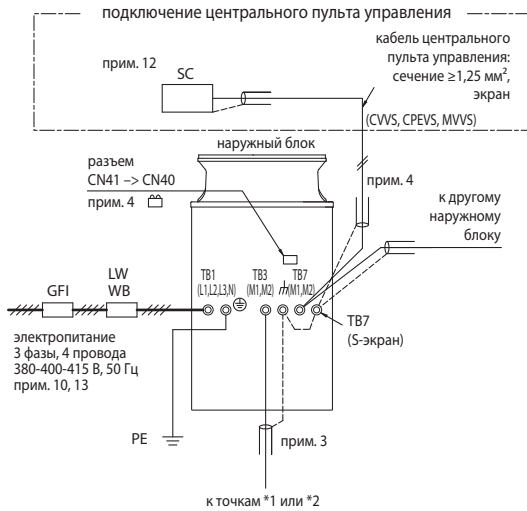 подключение центрального пульта управления
прим. 12
SC
кабель центрального
пульта управления:
сечение ≥1,25 мм²,
экран
(CVVS, CPEVS, MVVS)
наружный блок
разъем
CN41 –> CN40
прим. 4
прим. 4
к другому
наружному
блоку
GFI
LW
WB
TB1
(L1,L2,L3,N)
TB3
(M1,M2)
TB7
(M1,M2)
TB7
(S-экран)
электропитание
3 фазы, 4 провода
380-400-415 В, 50 Гц
прим. 10, 13
PE
прим. 3
к точкам *1 или *2